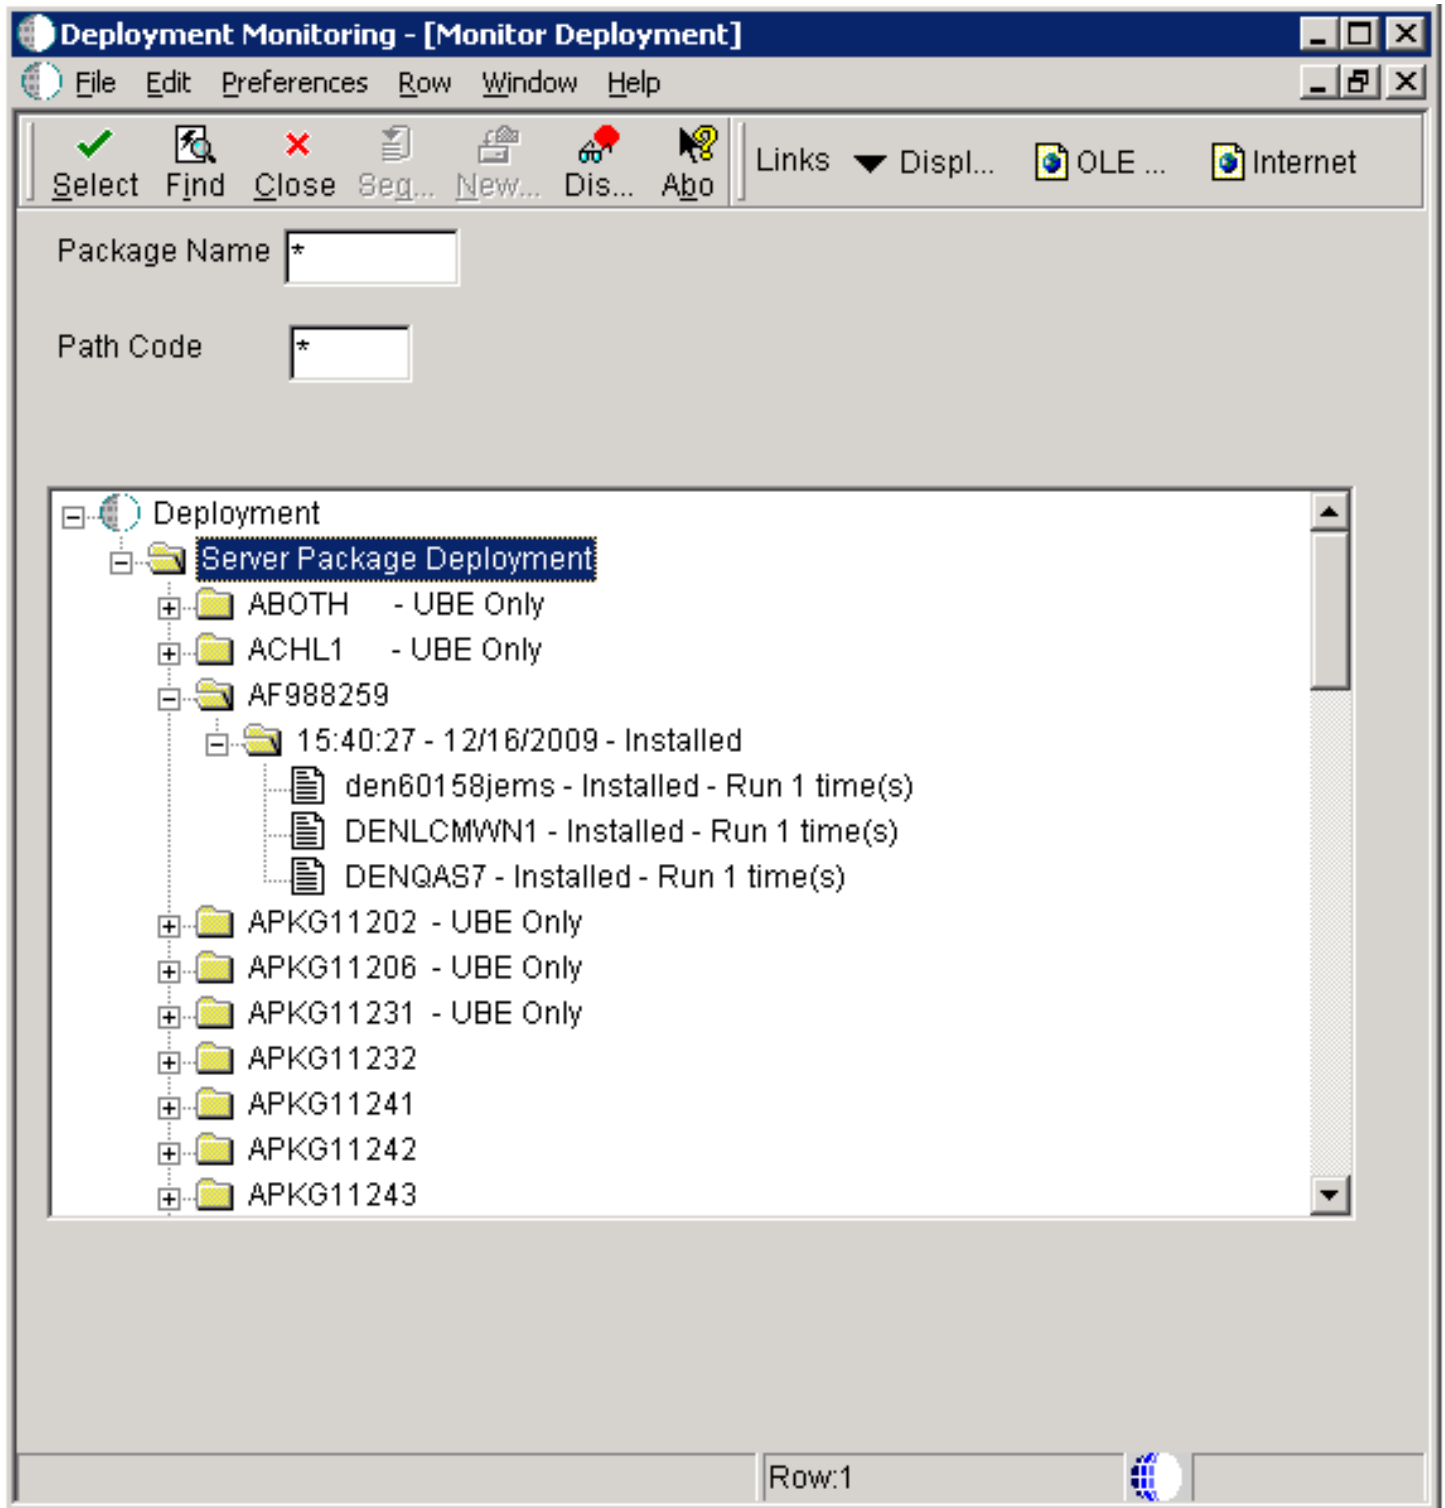 Deployment Monitoring - [Monitor Deployment]
File Edit Preferences Row Window Help
Select Find Close Seq... New... Dis... Abo Links Displ... OLE ... Internet
Package Name *
Path Code *
Deployment
Server Package Deployment
ABOTH - UBE Only
ACHL1 - UBE Only
AF988259
15:40:27 - 12/16/2009 - Installed
den60158jems - Installed - Run 1 time(s)
DENLCMWN1 - Installed - Run 1 time(s)
DENQAS7 - Installed - Run 1 time(s)
APKG11202 - UBE Only
APKG11206 - UBE Only
APKG11231 - UBE Only
APKG11232
APKG11241
APKG11242
APKG11243
Row:1